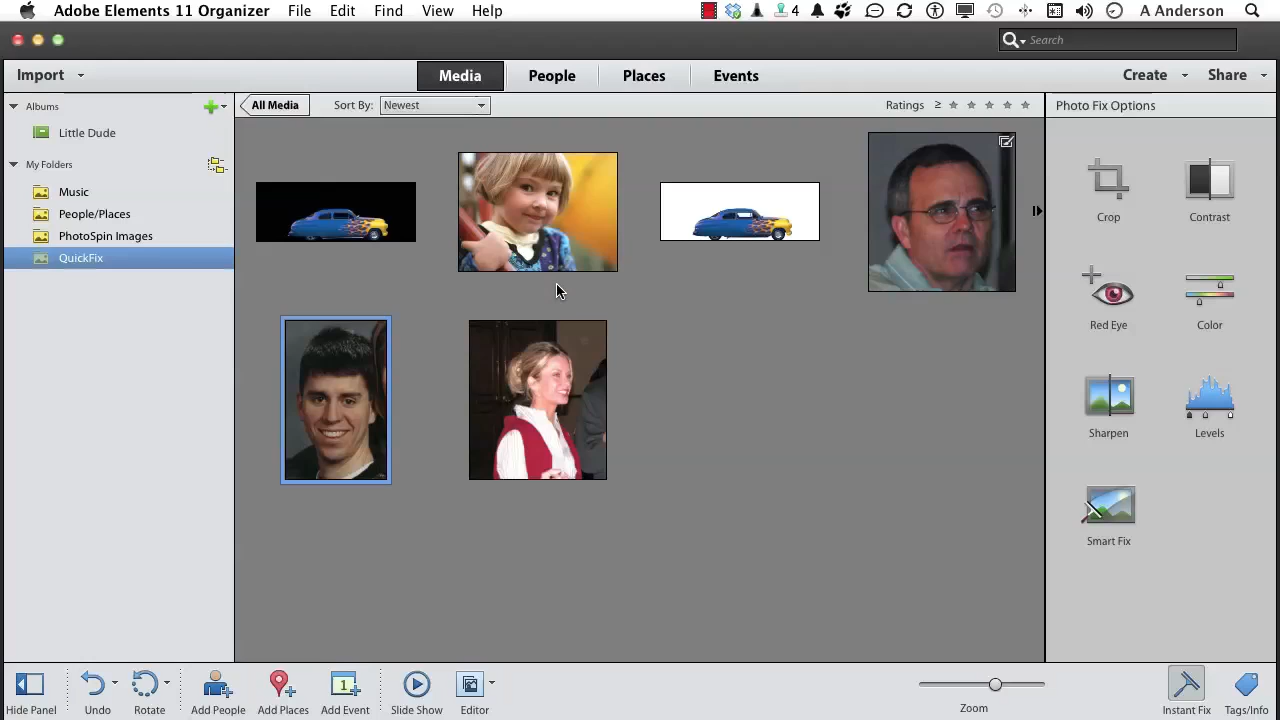 Adobe Elements 11 Organizer File Edit Find View Help 4 A Anderson
Search
Import Media People Places Events Create Share
Albums All Media Sort By: Newest Ratings ≥ Photo Fix Options
Little Dude
My Folders
Music
People/Places
PhotoSpin Images
QuickFix
Crop Contrast
Red Eye Color
Sharpen Levels
Smart Fix
1
Hide Panel Undo Rotate Add People Add Places Add Event Slide Show Editor Zoom Instant Fix Tags/Info